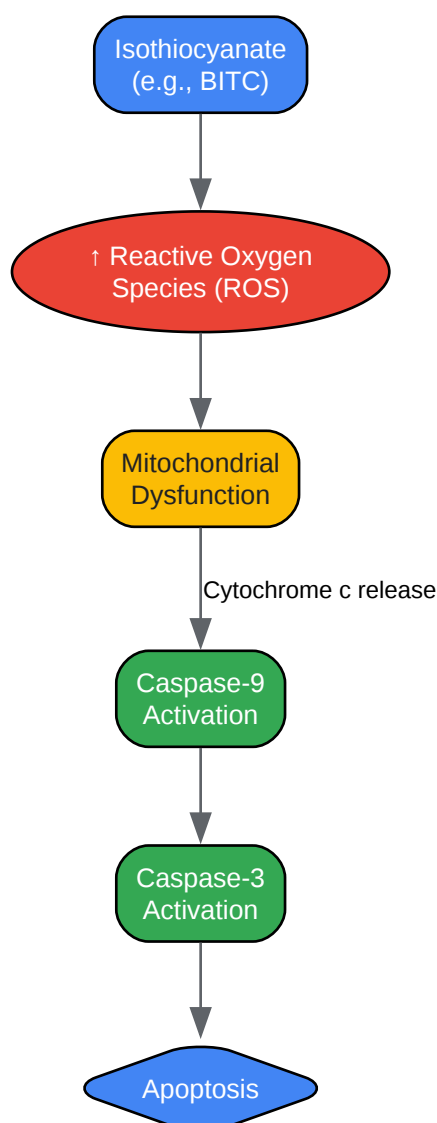 Isothiocyanate
(e.g., BITC)
↑ Reactive Oxygen
Species (ROS)
Mitochondrial
Dysfunction
Cytochrome c release
Caspase-9
Activation
Caspase-3
Activation
Apoptosis